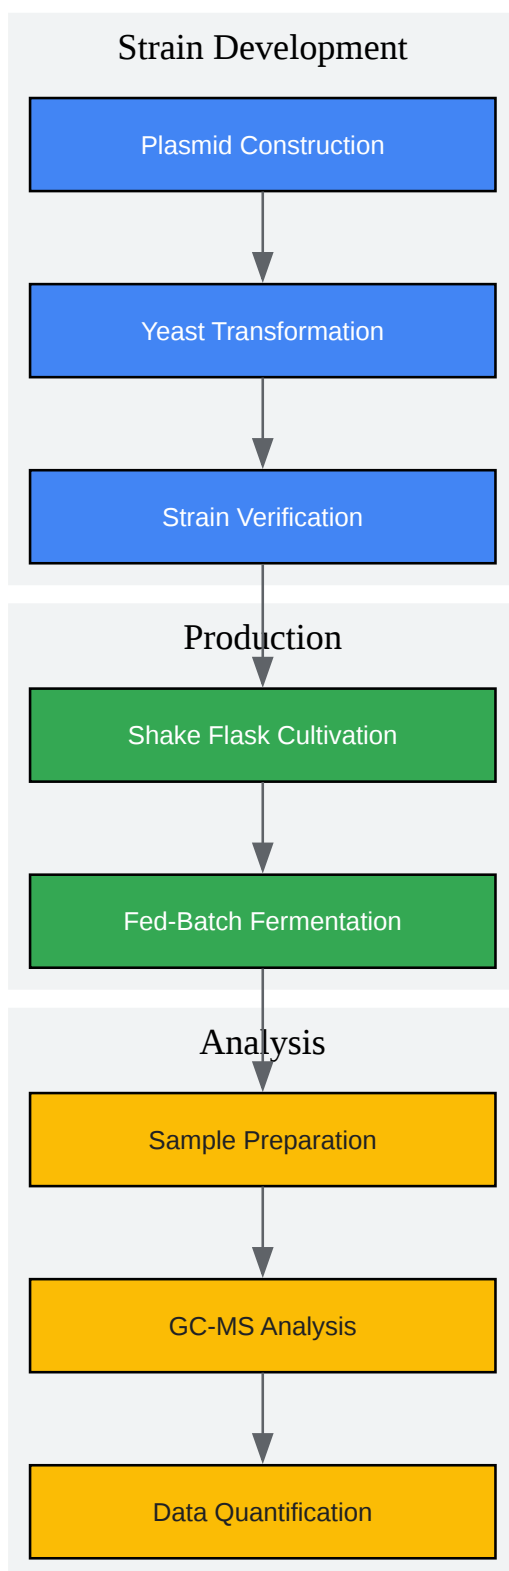 Strain Development
Plasmid Construction
Yeast Transformation
Strain Verification
Production
Shake Flask Cultivation
Fed-Batch Fermentation
Analysis
Sample Preparation
GC-MS Analysis
Data Quantification